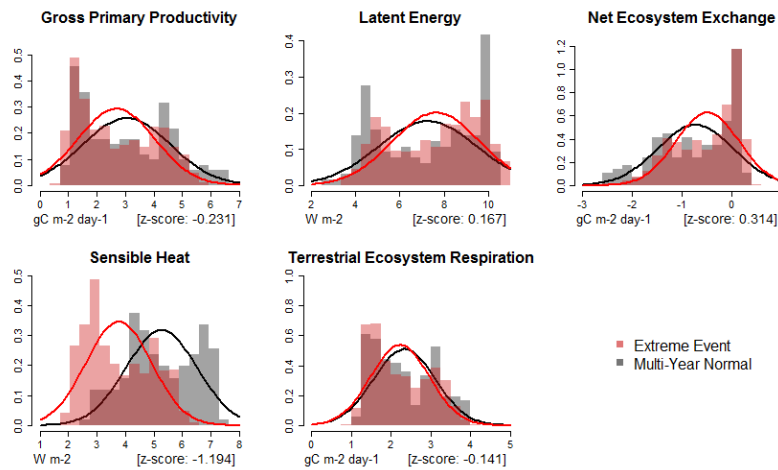 Gross Primary Productivity
0.0 0.1 0.2 0.3 0.4 0.5
0 1 2 3 4 5 6 7
gC m-2 day-1 [z-score: -0.231]
Latent Energy
0.0 0.1 0.2 0.3 0.4
2 4 6 8 10
W m-2 [z-score: 0.167]
Net Ecosystem Exchange
0.0 0.2 0.4 0.6 0.8 1.2
-3 -2 -1 0
gC m-2 day-1 [z-score: 0.314]
Sensible Heat
0.0 0.1 0.2 0.3 0.4 0.5
1 2 3 4 5 6 7 8
W m-2 [z-score: -1.194]
Terrestrial Ecosystem Respiration
0.0 0.2 0.4 0.6 0.8 1.0
0 1 2 3 4 5
gC m-2 day-1 [z-score: -0.141]
Extreme Event
Multi-Year Normal